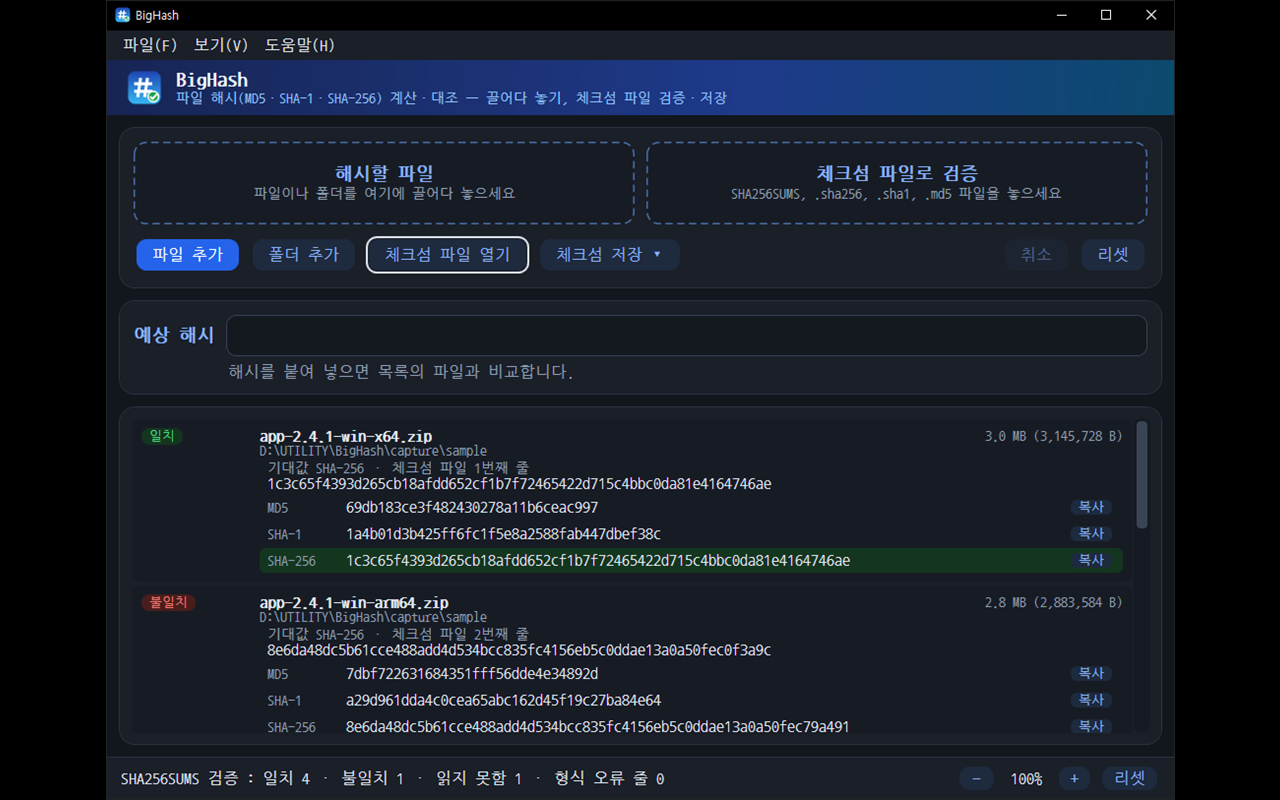 BigHash
파일(F) 보기(V) 도움말(H)
BigHash
파일 해시(MD5 · SHA-1 · SHA-256) 계산 · 대조 — 끌어다 놓기, 체크섬 파일 검증 · 저장
해시할 파일
파일이나 폴더를 여기에 끌어다 놓으세요
체크섬 파일로 검증
SHA256SUMS, .sha256, .sha1, .md5 파일을 놓으세요
파일 추가 폴더 추가 체크섬 파일 열기 체크섬 저장 ▼ 취소 리셋
예상 해시
해시를 붙여 넣으면 목록의 파일과 비교합니다.
일치 app-2.4.1-win-x64.zip 3.0 MB (3,145,728 B)
D:\UTILITY\BigHash\capture\sample
기대값 SHA-256 · 체크섬 파일 1번째 줄
1c3c65f4393d265cb18afdd652cf1b7f72465422d715c4bbc0da81e4164746ae
MD5 69db183ce3f482430278a11b6ceac997 복사
SHA-1 1a4b01d3b425ff6fc1f5e8a2588fab447dbef38c 복사
SHA-256 1c3c65f4393d265cb18afdd652cf1b7f72465422d715c4bbc0da81e4164746ae 복사
불일치 app-2.4.1-win-arm64.zip 2.8 MB (2,883,584 B)
D:\UTILITY\BigHash\capture\sample
기대값 SHA-256 · 체크섬 파일 2번째 줄
8e6da48dc5b61cce488add4d534bcc835fc4156eb5c0ddae13a0a50fec0f3a9c
MD5 7dbf722631684351fff56dde4e34892d 복사
SHA-1 a29d961dda4c0cea65abc162d45f19c27ba84e64 복사
SHA-256 8e6da48dc5b61cce488add4d534bcc835fc4156eb5c0ddae13a0a50fec79a491 복사
SHA256SUMS 검증 : 일치 4 · 불일치 1 · 읽지 못함 1 · 형식 오류 줄 0 − 100% + 리셋